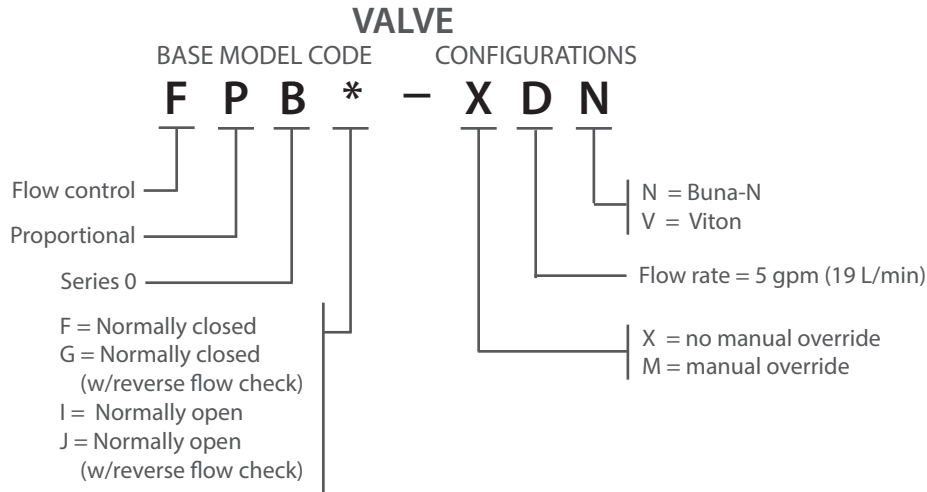 VALVE
BASE MODEL CODE CONFIGURATIONS
F P B * – X D N
Flow control
Proportional
Series 0
F = Normally closed
G = Normally closed
(w/reverse flow check)
I = Normally open
J = Normally open
(w/reverse flow check)
N = Buna-N
V = Viton
Flow rate = 5 gpm (19 L/min)
X = no manual override
M = manual override